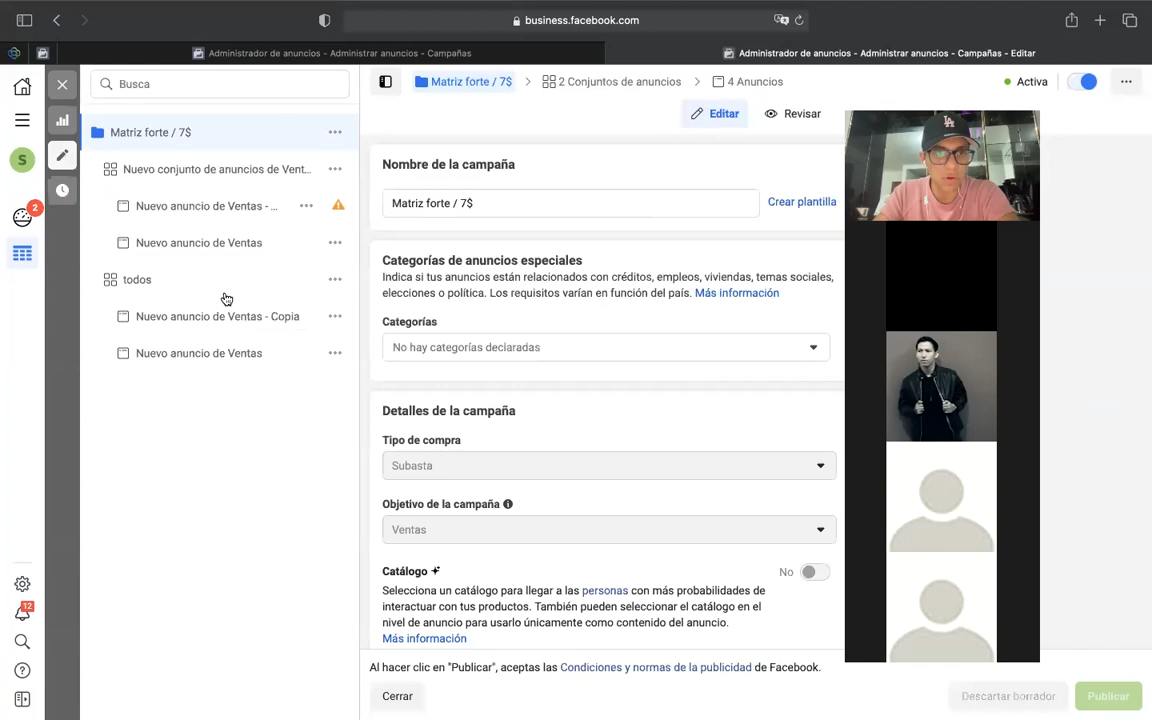 business.facebook.com
Administrador de anuncios - Administrar anuncios - Campañas
Administrador de anuncios - Administrar anuncios - Campañas - Editar
Busca
Matriz forte / 7$
Nuevo conjunto de anuncios de Vent...
Nuevo anuncio de Ventas - ...
Nuevo anuncio de Ventas
todos
Nuevo anuncio de Ventas - Copia
Nuevo anuncio de Ventas
S
2
12
Matriz forte / 7$ > 2 Conjuntos de anuncios > 4 Anuncios
Activa
Editar
Revisar
Nombre de la campaña
Matriz forte / 7$
Crear plantilla
Categorías de anuncios especiales
Indica si tus anuncios están relacionados con créditos, empleos, viviendas, temas sociales,
elecciones o política. Los requisitos varían en función del país. Más información
Categorías
No hay categorías declaradas
Detalles de la campaña
Tipo de compra
Subasta
Objetivo de la campaña
Ventas
Catálogo
No
Selecciona un catálogo para llegar a las personas con más probabilidades de
interactuar con tus productos. También pueden seleccionar el catálogo en el
nivel de anuncio para usarlo únicamente como contenido del anuncio.
Más información
Al hacer clic en "Publicar", aceptas las Condiciones y normas de la publicidad de Facebook.
Cerrar
Descartar borrador
Publicar
LA